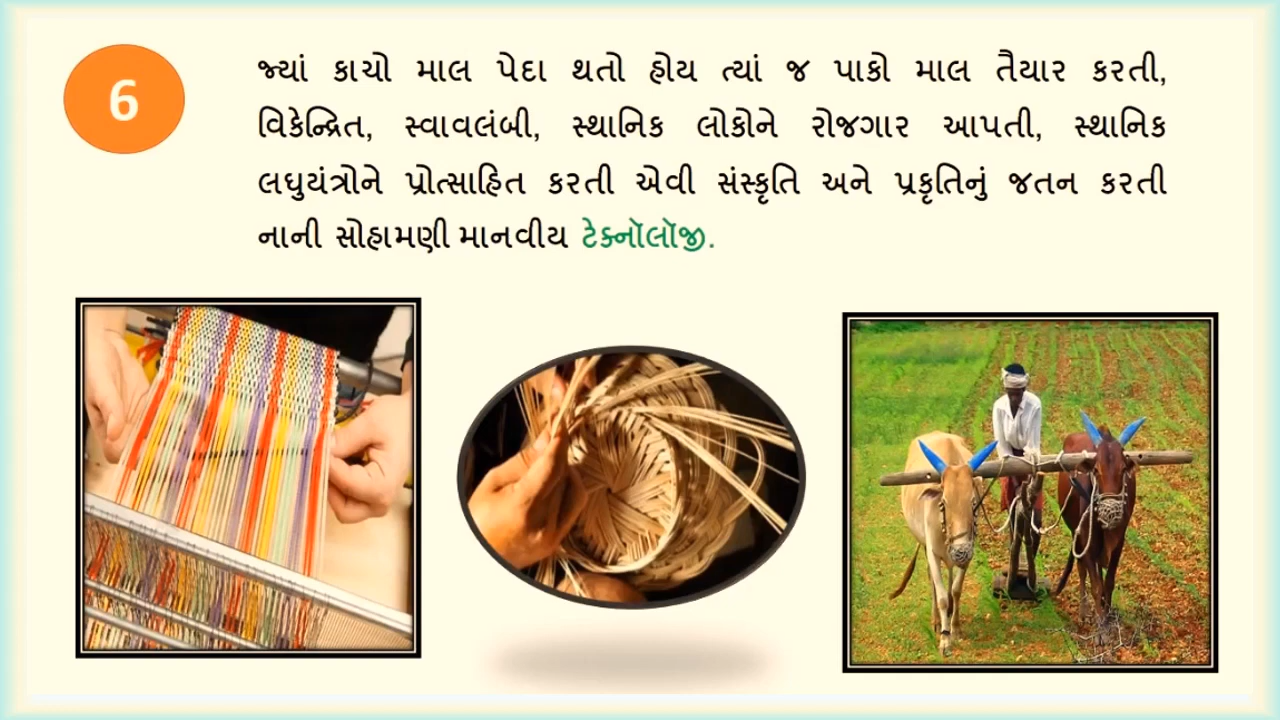 6
જ્યાં કાચો માલ પેદા થતો હોય ત્યાં જ પાકો માલ તૈયાર કરતી,
વિકેન્દ્રિત, સ્વાવલંબી, સ્થાનિક લોકોને રોજગાર આપતી, સ્થાનિક
લઘુયંત્રોને પ્રોત્સાહિત કરતી એવી સંસ્કૃતિ અને પ્રકૃતિનું જતન કરતી
નાની સોહામણી માનવીય ટેક્નૉલૉજી.